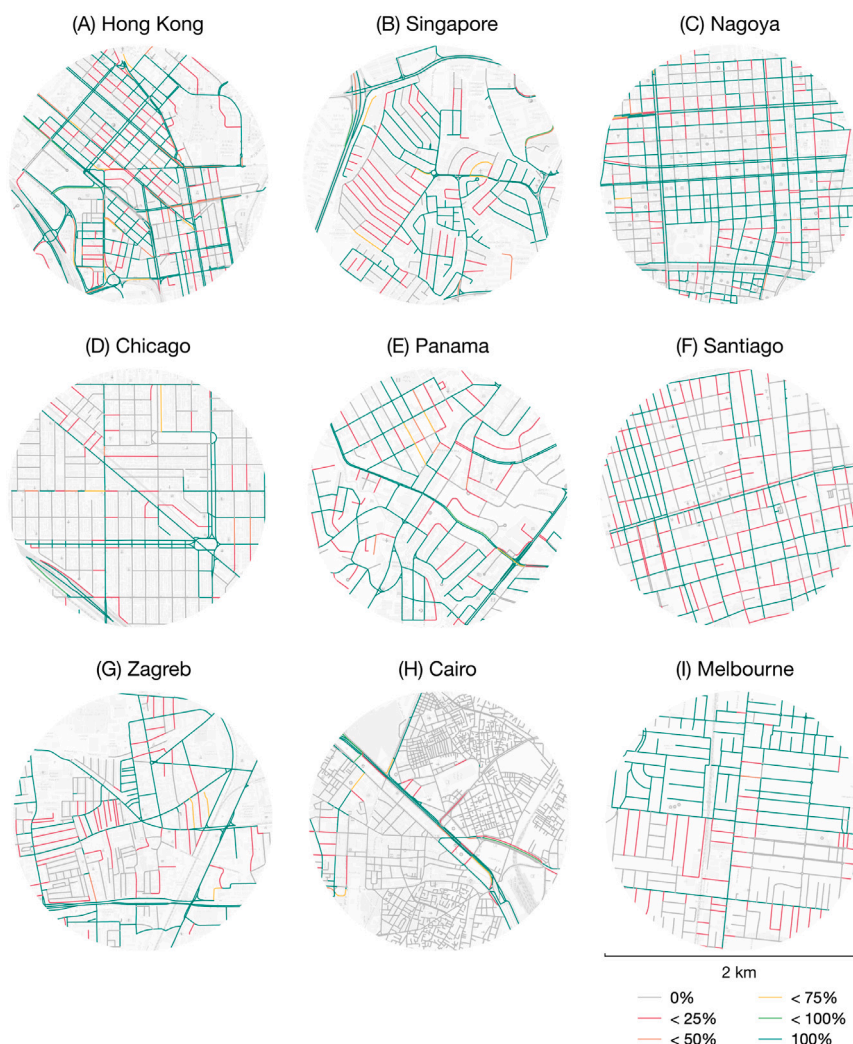 (A) Hong Kong
(B) Singapore
(C) Nagoya
(D) Chicago
(E) Panama
(F) Santiago
(G) Zagreb
(H) Cairo
(I) Melbourne
2 km
0%
< 75%
< 25%
< 100%
< 50%
100%